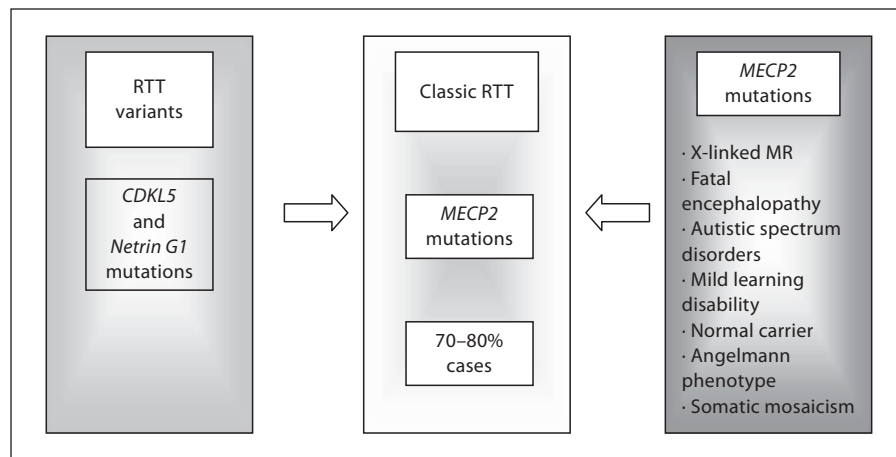 RTT
variants
CDKL5
and
Netrin G1
mutations
Classic RTT
MECP2
mutations
70–80%
cases
MECP2
mutations
· X-linked MR
· Fatal
encephalopathy
· Autistic spectrum
disorders
· Mild learning
disability
· Normal carrier
· Angelmann
phenotype
· Somatic mosaicism